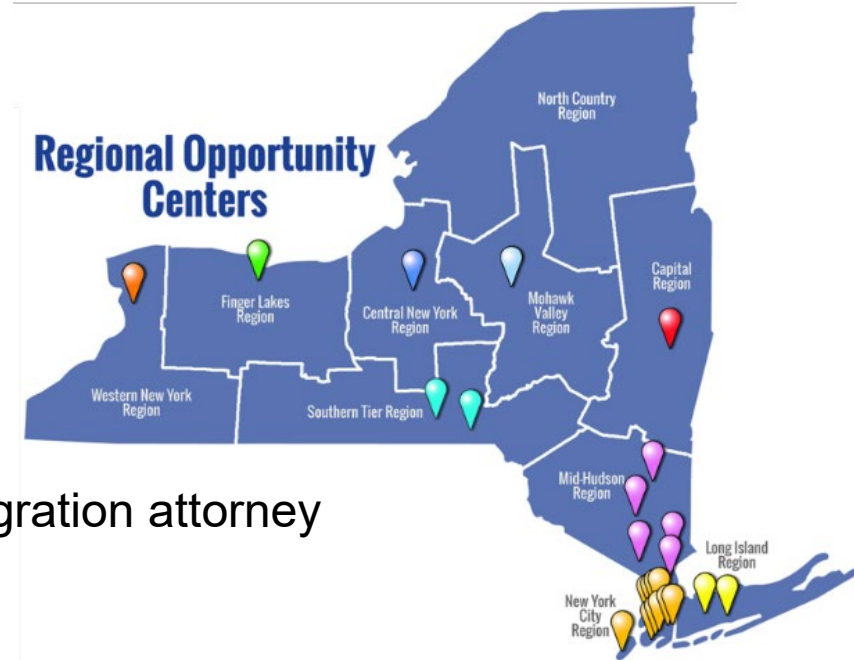 North Country
Region
Regional Opportunity
Centers
Capital
Region
Finger Lakes
Region
Central New York
Region
Mohawk
Valley
Region
Western New York
Region
Southern Tier Region
Mid-Hudson
Region
gration attorney
Long Island
Region
New York
City
Region